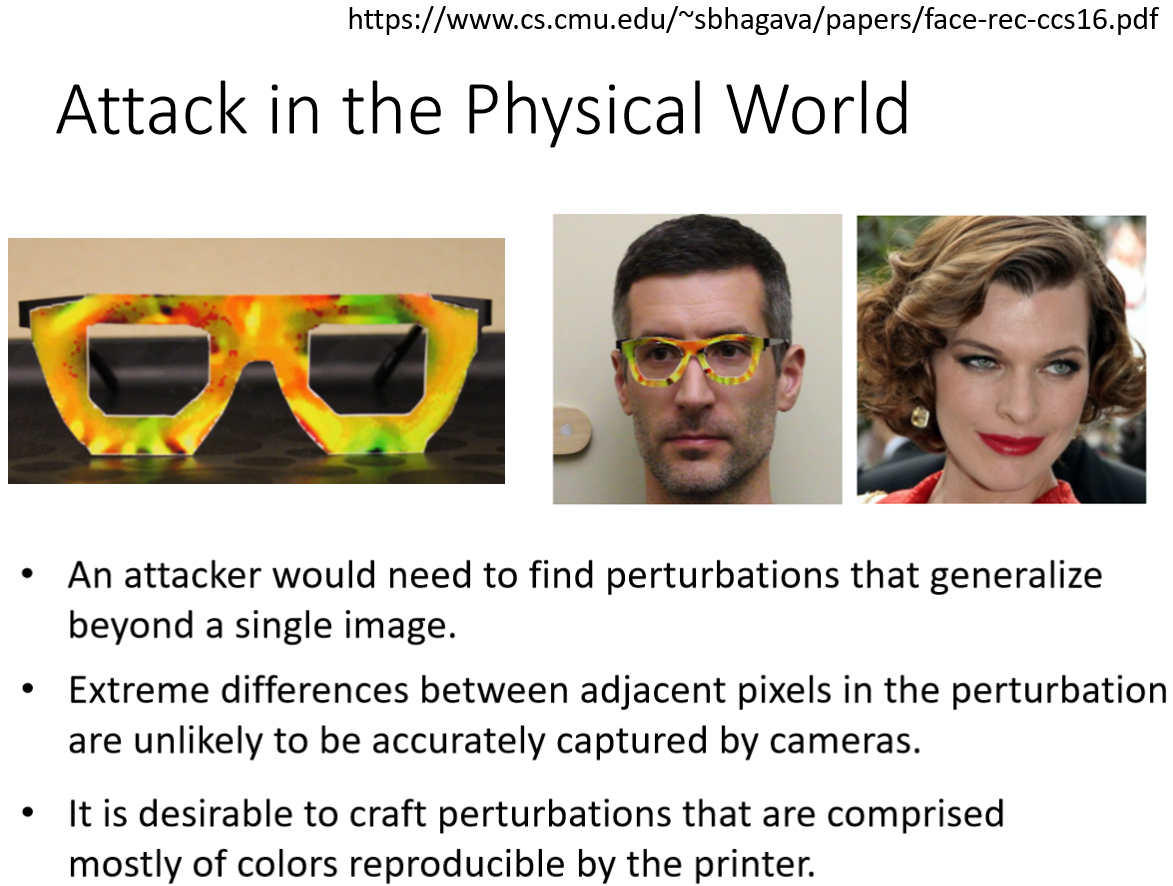 https://www.cs.cmu.edu/~sbhagava/papers/face-rec-ccs16.pdf
Attack in the Physical World
• An attacker would need to find perturbations that generalize
beyond a single image.
• Extreme differences between adjacent pixels in the perturbation
are unlikely to be accurately captured by cameras.
• It is desirable to craft perturbations that are comprised
mostly of colors reproducible by the printer.